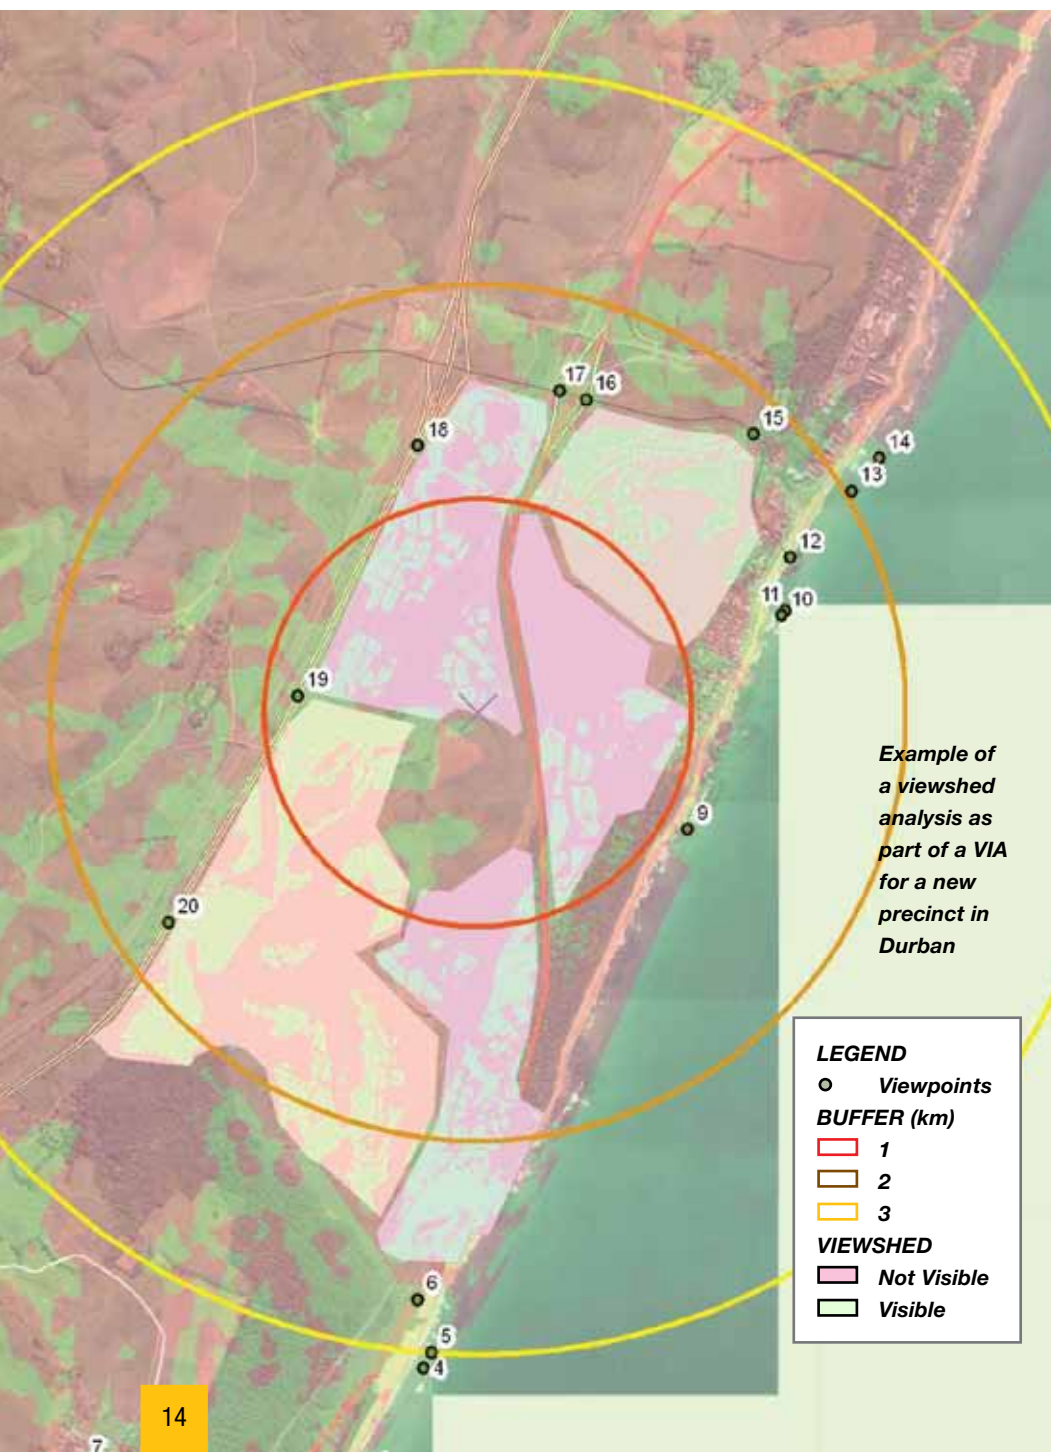 17
16
15
18
14
13
12
11
10
19
Example of
a viewshed
analysis as
part of a VIA
for a new
precinct in
Durban
9
20
LEGEND
Viewpoints
BUFFER (km)
1
2
3
VIEWSHED
Not Visible
Visible
6
5
4
14
7